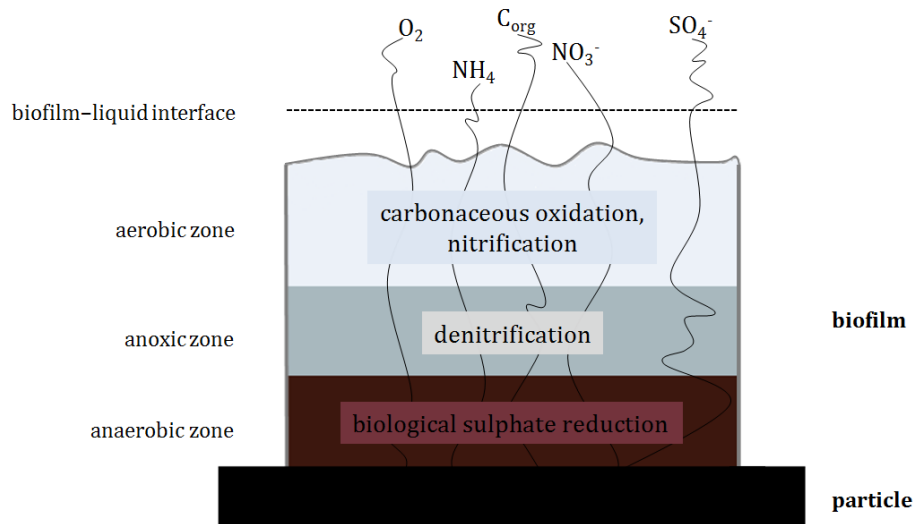 O₂
NH₄
C_org
NO₃⁻
SO₄⁻
biofilm–liquid interface
aerobic zone
carbonaceous oxidation,
nitrification
anoxic zone
denitrification
biofilm
anaerobic zone
biological sulphate reduction
particle